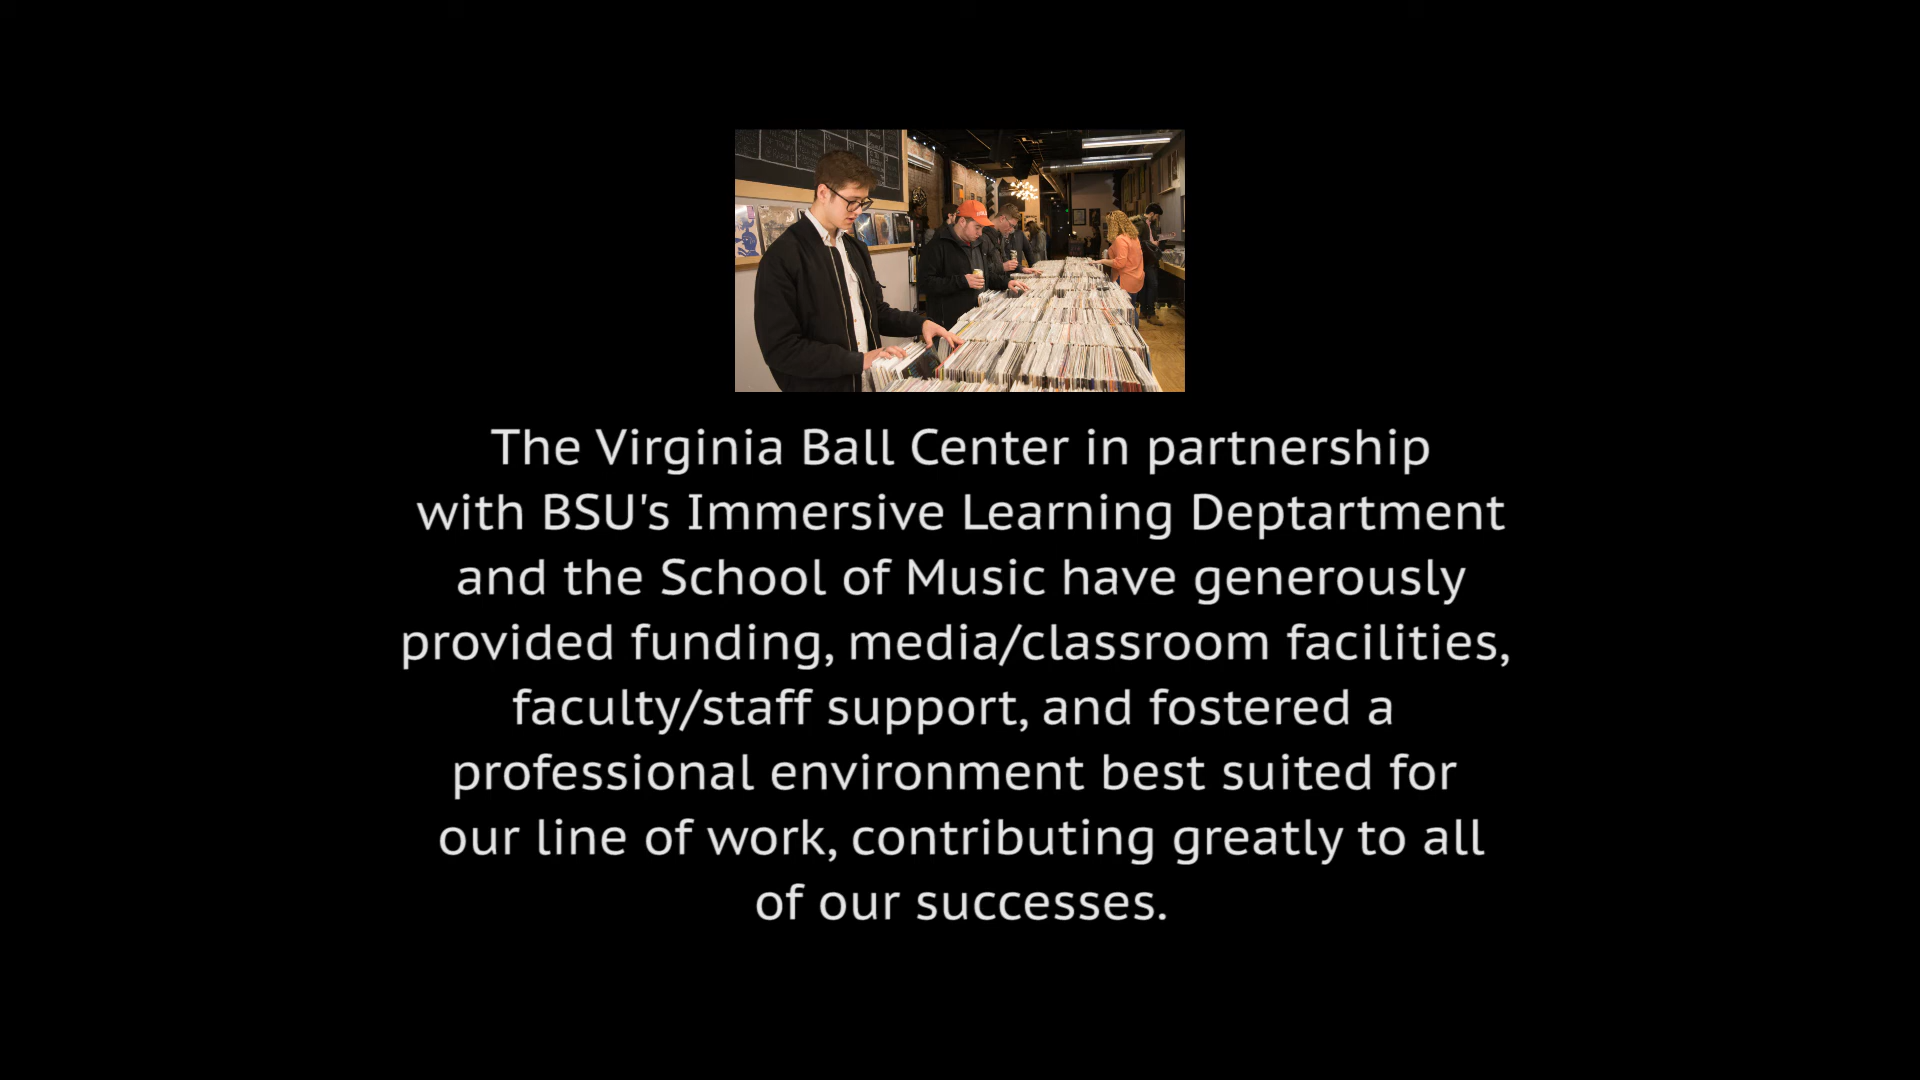 The Virginia Ball Center in partnership
with BSU's Immersive Learning Deptartment
and the School of Music have generously
provided funding, media/classroom facilities,
faculty/staff support, and fostered a
professional environment best suited for
our line of work, contributing greatly to all
of our successes.